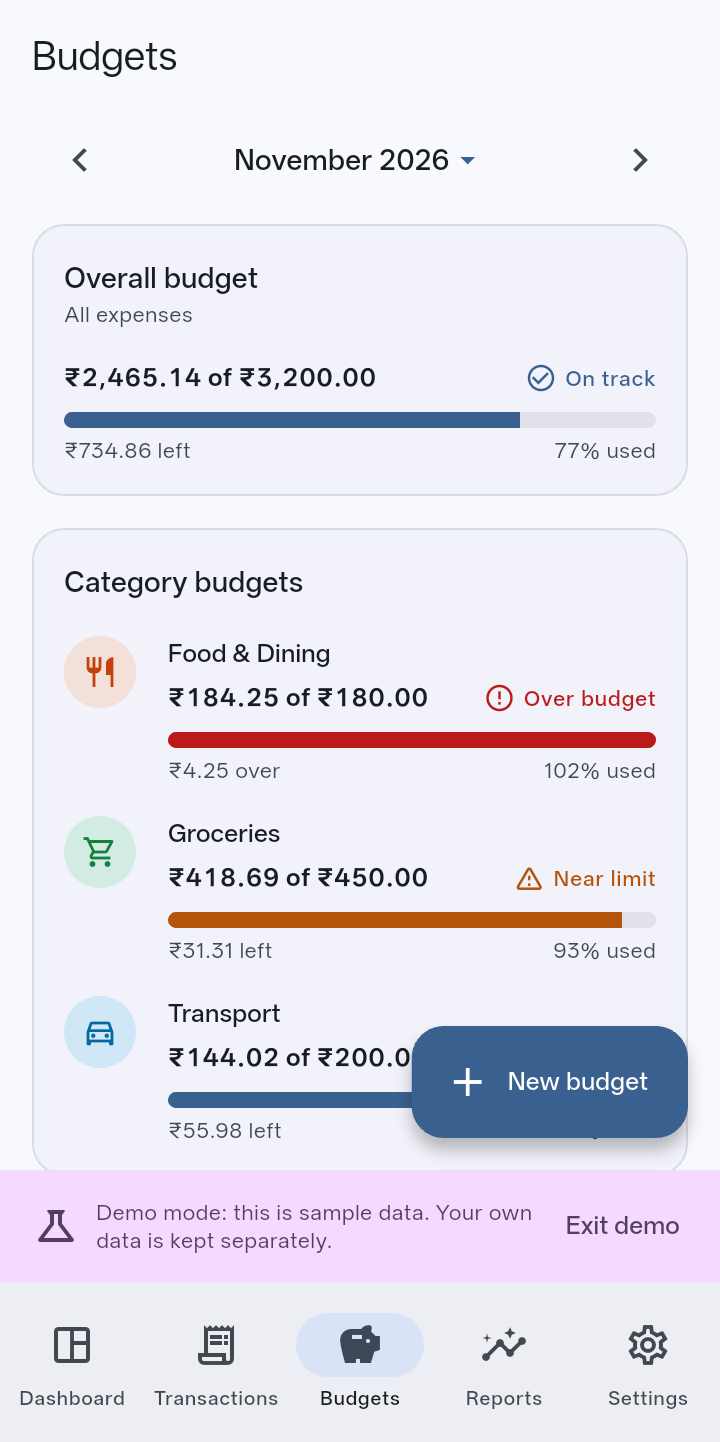 Budgets
November 2026
Overall budget
All expenses
₹2,465.14 of ₹3,200.00
On track
₹734.86 left
77% used
Category budgets
Food & Dining
₹184.25 of ₹180.00
Over budget
₹4.25 over
102% used
Groceries
₹418.69 of ₹450.00
Near limit
₹31.31 left
93% used
Transport
₹144.02 of ₹200.0
New budget
₹55.98 left
Demo mode: this is sample data. Your own
data is kept separately.
Exit demo
Dashboard
Transactions
Budgets
Reports
Settings